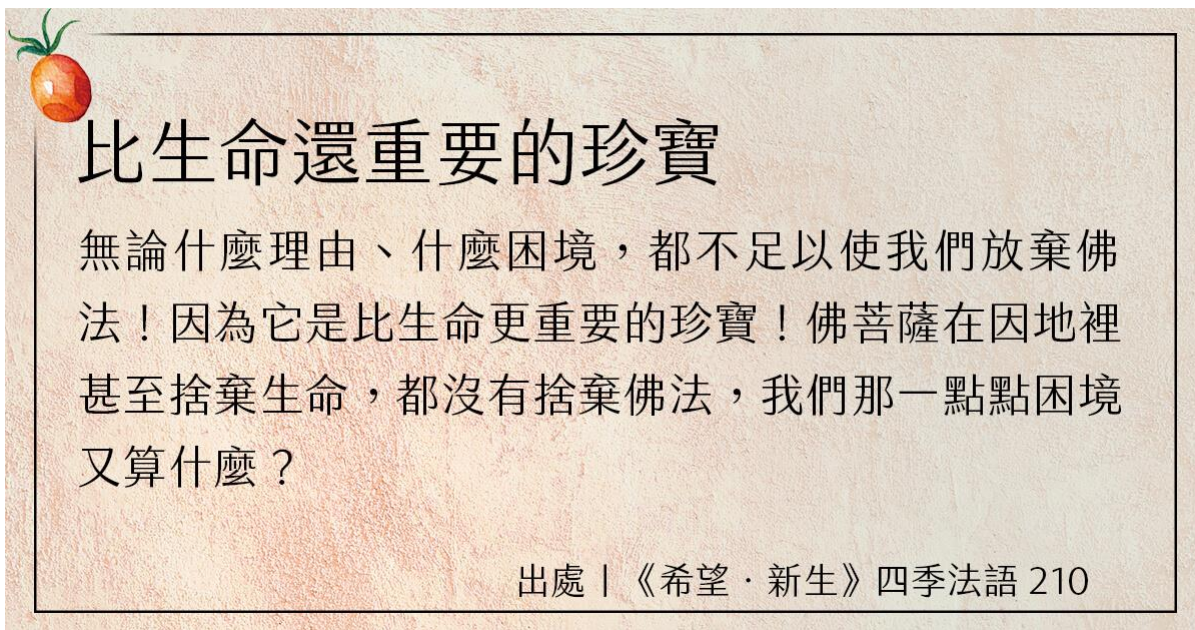 比生命還重要的珍寶
無論什麼理由、什麼困境，都不足以使我們放棄佛
法！因為它是比生命更重要的珍寶！佛菩薩在因地裡
甚至捨棄生命，都沒有捨棄佛法，我們那一點點困境
又算什麼？
出處｜《希望．新生》四季法語 210